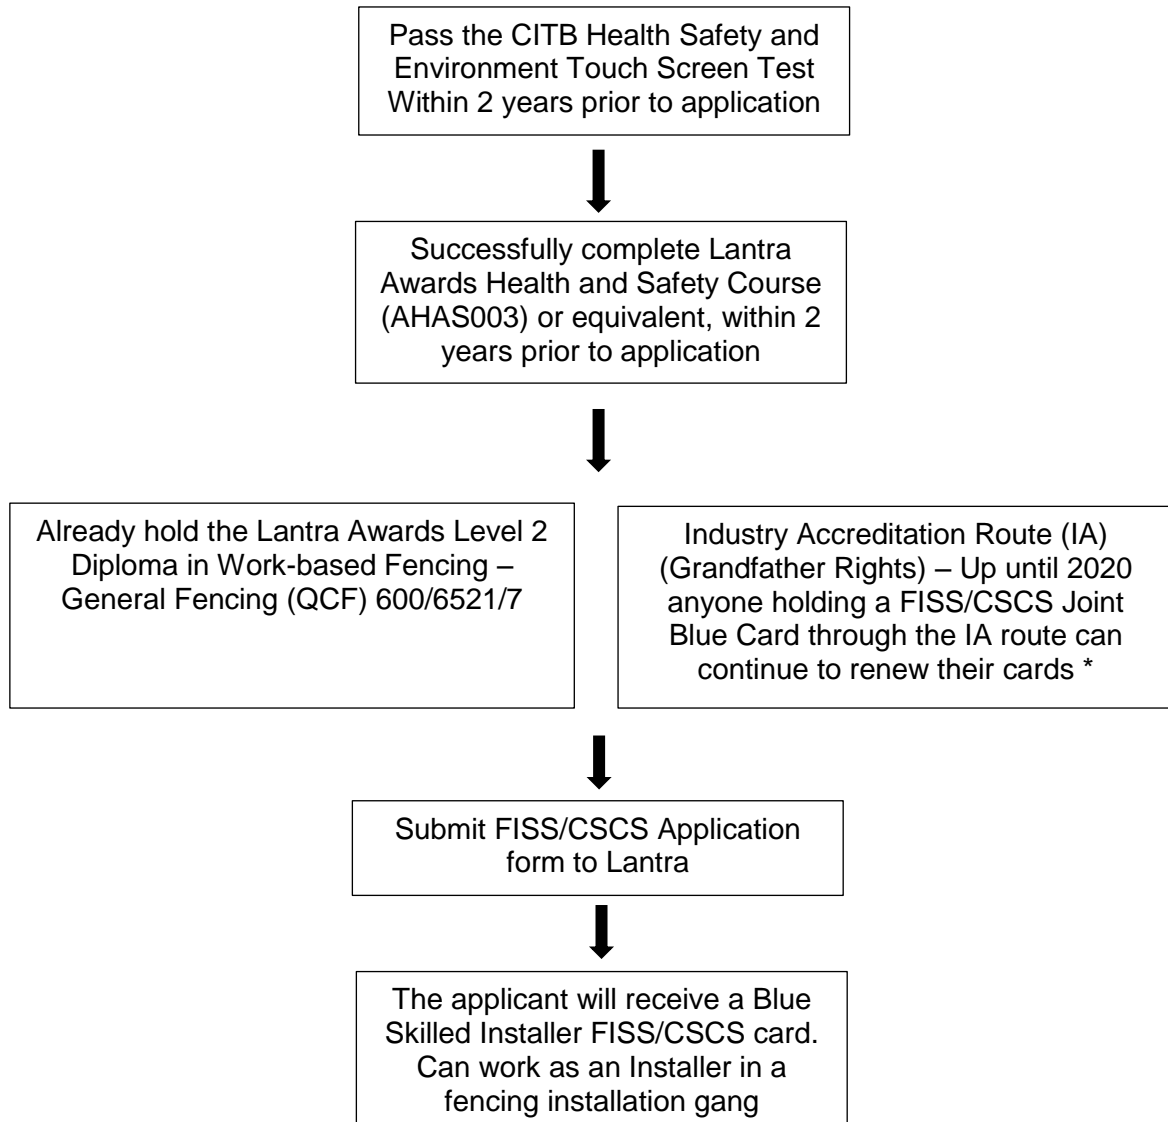 Pass the CITB Health Safety and
Environment Touch Screen Test
Within 2 years prior to application
Successfully complete Lantra
Awards Health and Safety Course
(AHAS003) or equivalent, within 2
years prior to application
Already hold the Lantra Awards Level 2
Diploma in Work-based Fencing –
General Fencing (QCF) 600/6521/7
Industry Accreditation Route (IA)
(Grandfather Rights) – Up until 2020
anyone holding a FISS/CSCS Joint
Blue Card through the IA route can
continue to renew their cards *
Submit FISS/CSCS Application
form to Lantra
The applicant will receive a Blue
Skilled Installer FISS/CSCS card.
Can work as an Installer in a
fencing installation gang